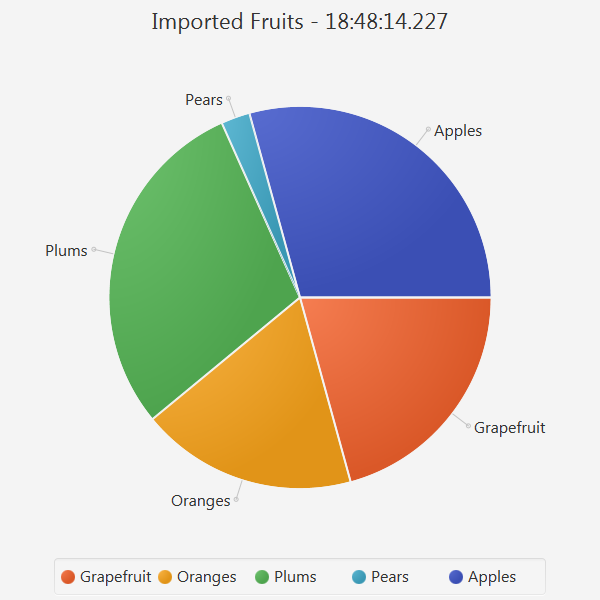 Imported Fruits - 18:48:14.227
Pears
Apples
Plums
Grapefruit
Oranges
Grapefruit Oranges Plums Pears Apples